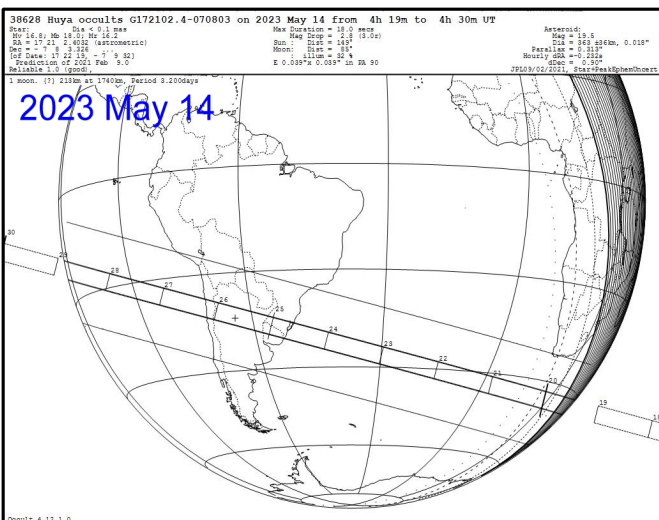 38628 Huya occults G172102.4-070803 on 2023 May 14 from 4h 19m to 4h 30m UT
Star: Dia < 0.1 mas
Mv 16.8; Mb 18.0; Mr 16.2
RA = 17 21 2.4032 (astrometric)
Dec = - 7 8 3.326
[of Date: 17 22 19, - 7 9 32]
Prediction of 2021 Feb 9.0
Reliable 1.0 (good),
Max Duration = 18.0 secs
Mag Drop = 2.8 (3.0r)
Sun : Dist = 149°
Moon: Dist = 85°
: illum = 32 %
E 0.039"x 0.039" in PA 90
Asteroid:
Mag = 19.5
Dia = 363 ±36km, 0.018"
Parallax = 0.313"
Hourly dRA =-0.232s
dDec = 0.90"
JPL09/02/2021, Star+PeakEphemUncert
1 moon. (?) 213km at 1740km, Period 3.200days
2023 May 14
30
29
28
27
26
25
24
23
22
21
20
19
18
Occult 4.12.1.0